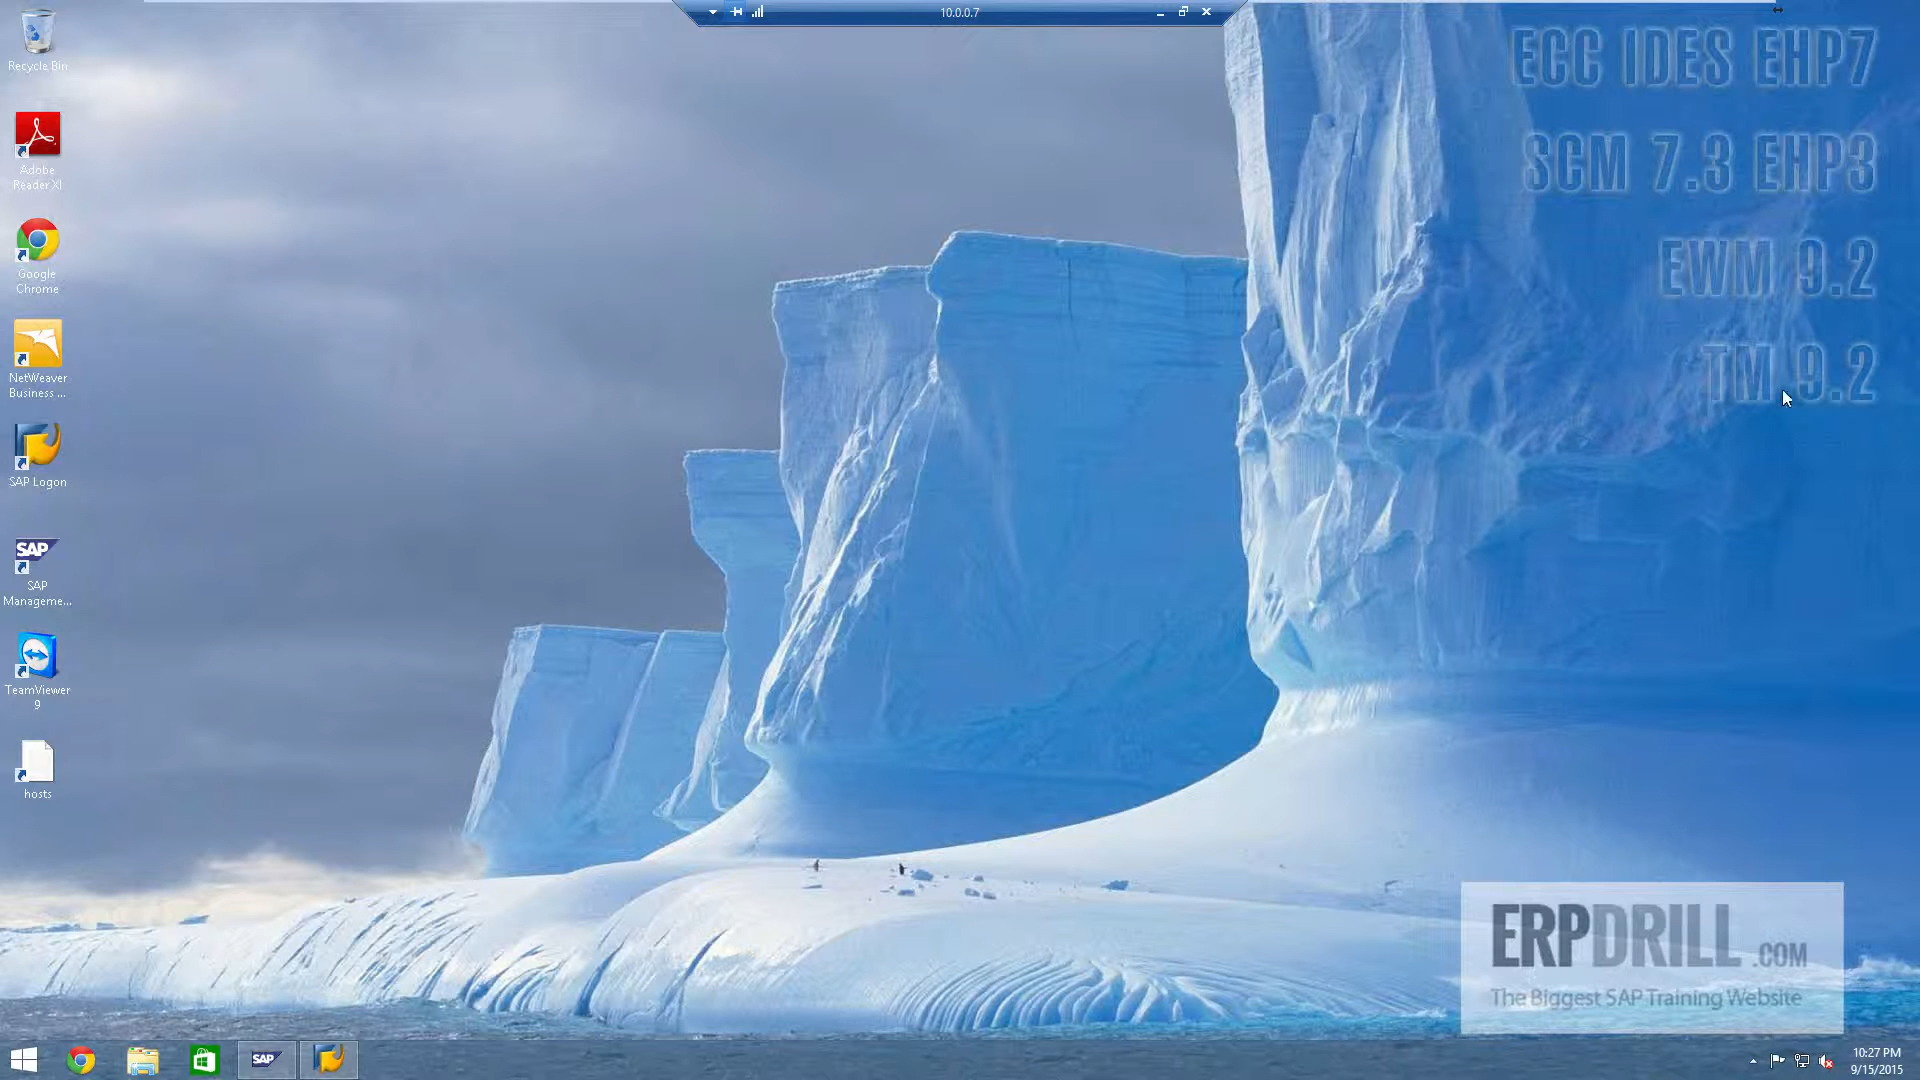 10.0.0.7
ECC IDES EHP7
SCM 7.3 EHP3
EWM 9.2
TM 9.2
Recycle Bin
Adobe
Reader XI
Google
Chrome
NetWeaver
Business ...
SAP Logon
SAP
SAP
Manageme...
TeamViewer
9
hosts
ERPDRILL.COM
The Biggest SAP Training Website
SAP
10:27 PM
9/15/2015